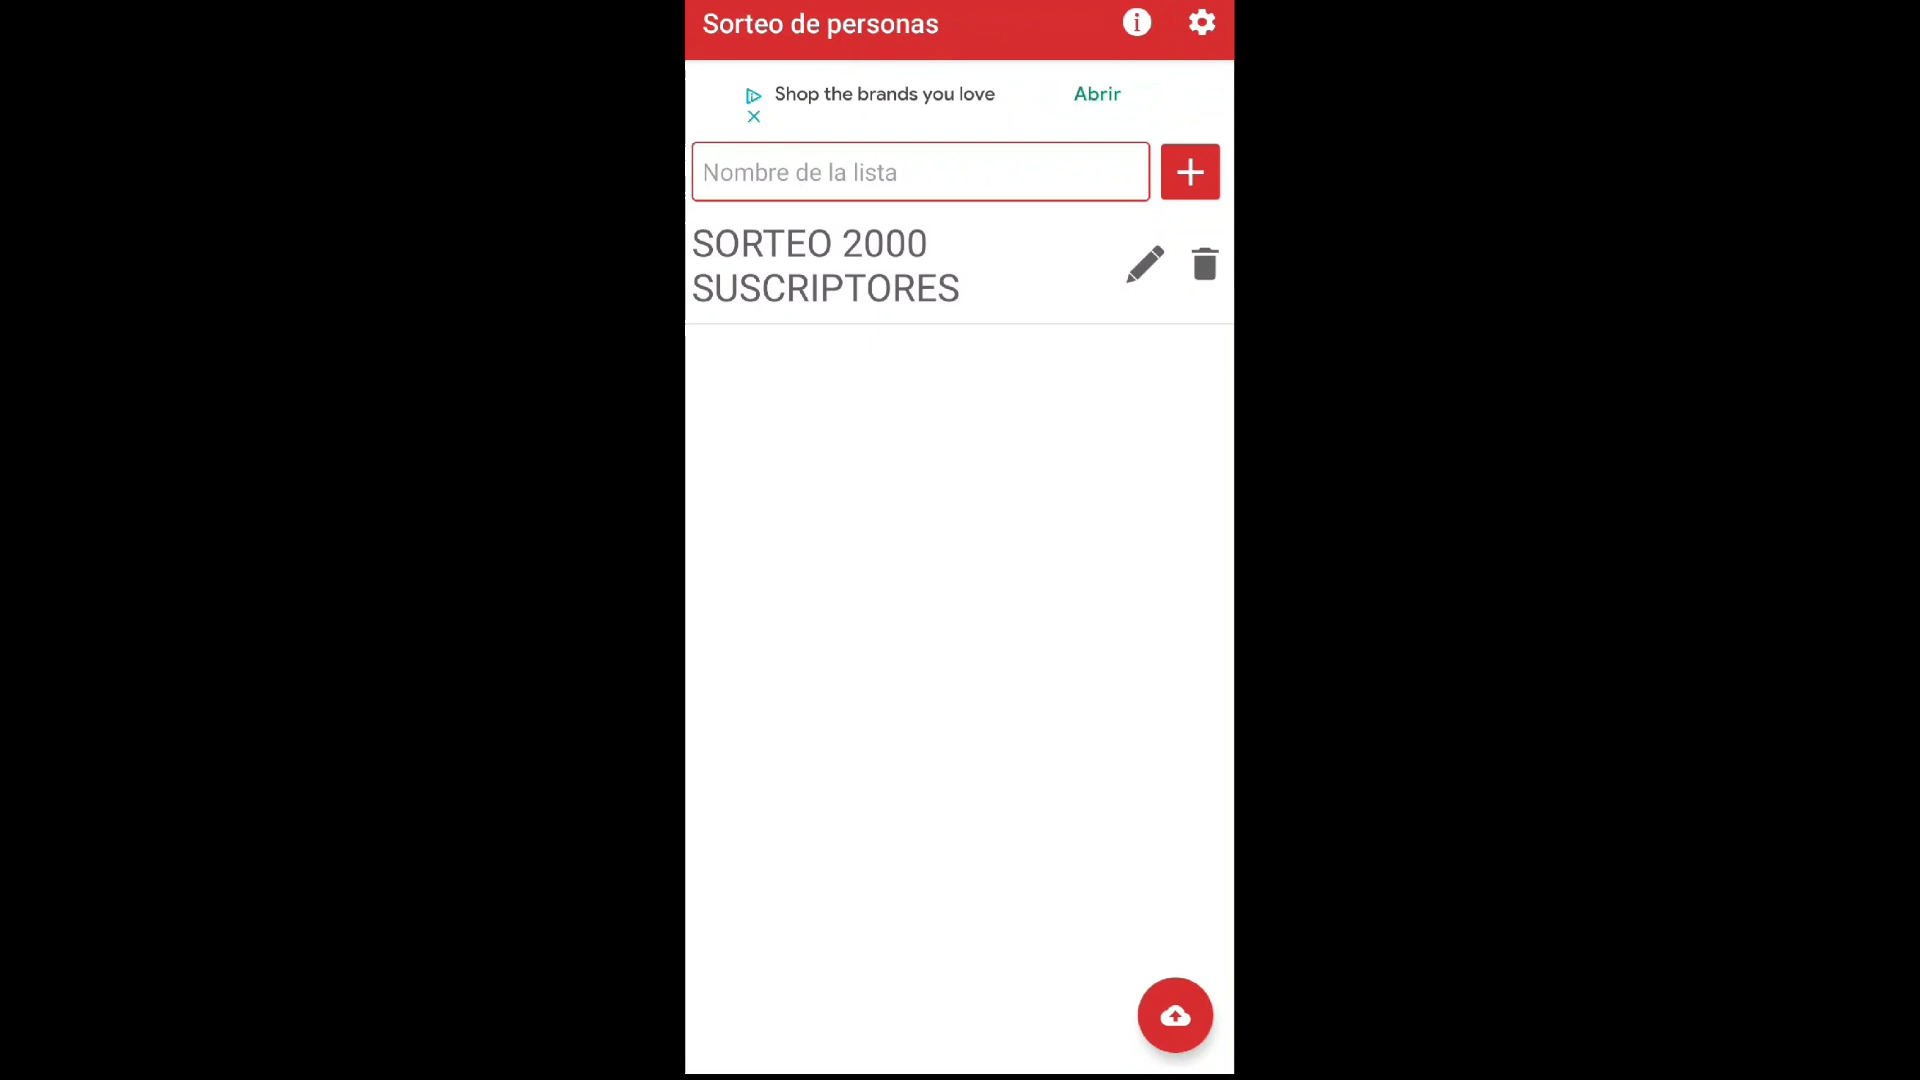 Sorteo de personas
Shop the brands you love
Abrir
Nombre de la lista
SORTEO 2000
SUSCRIPTORES